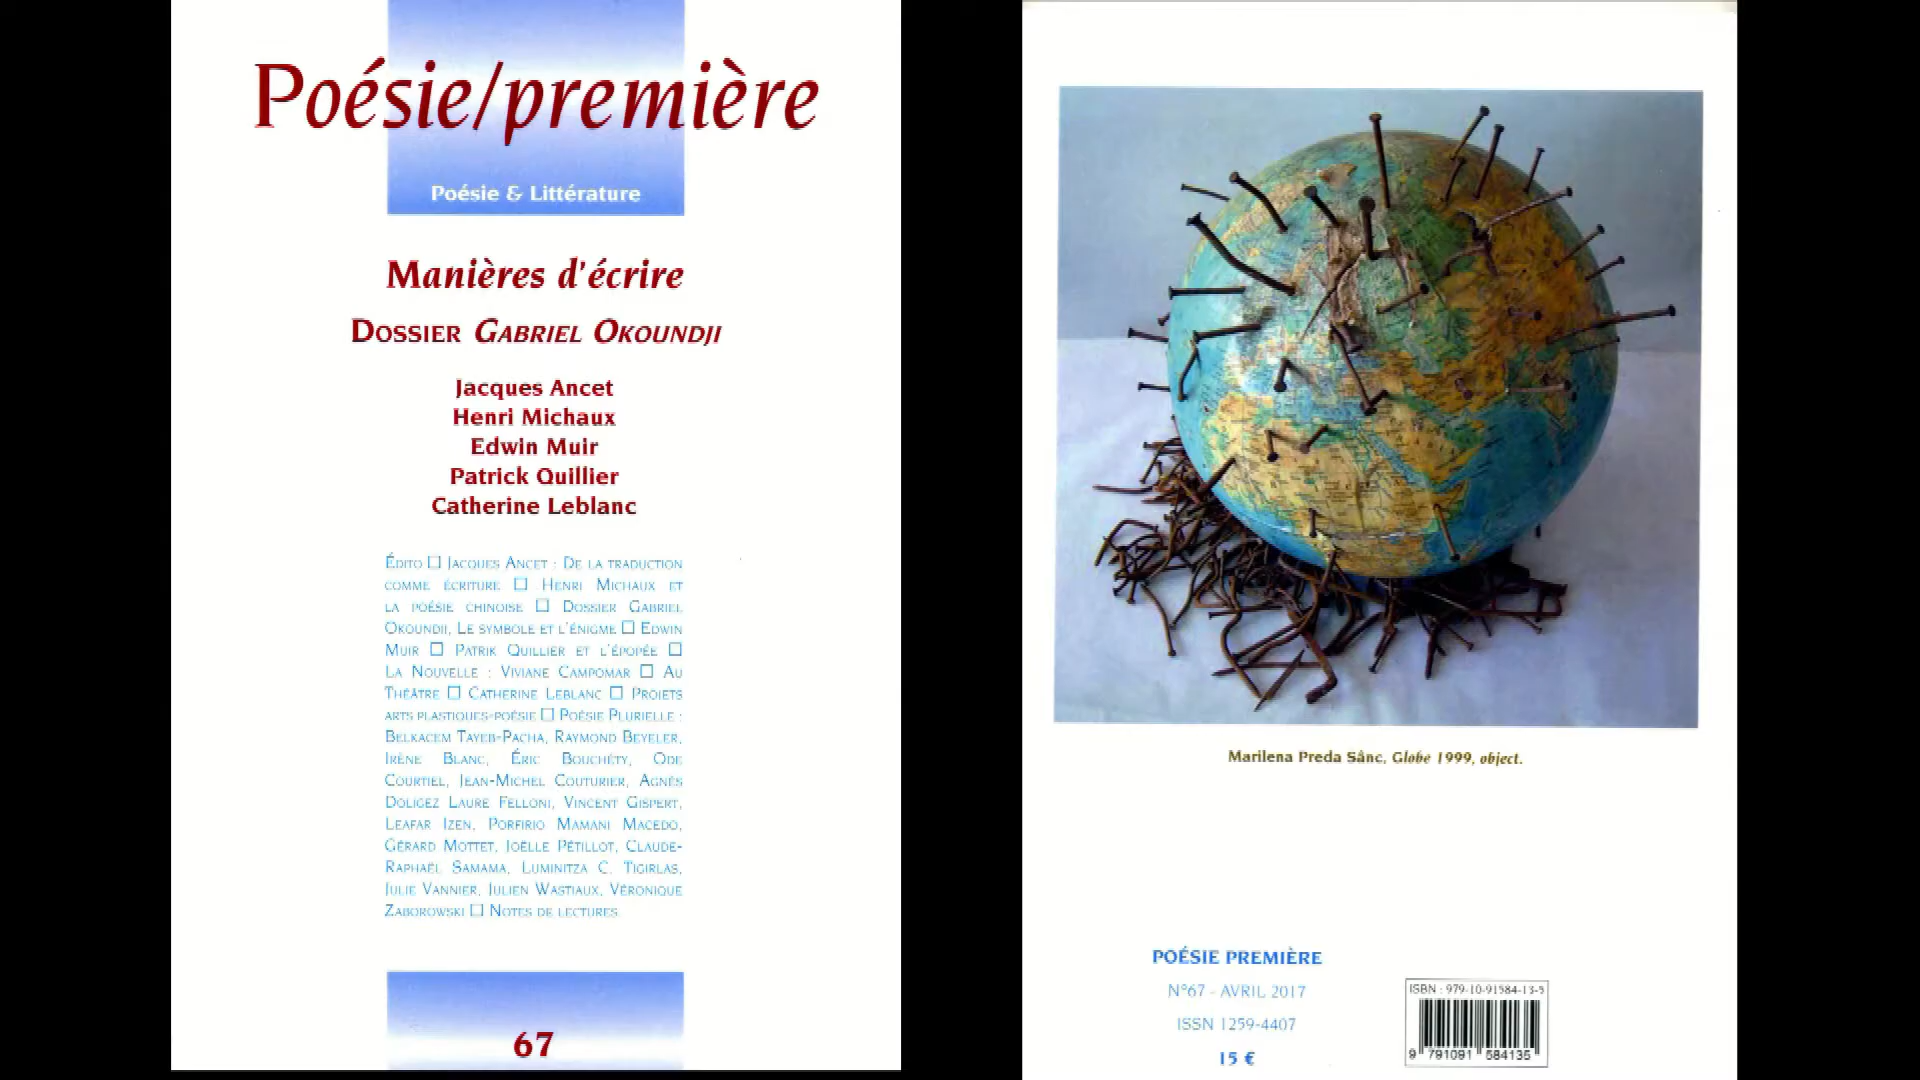 Poésie/première
Poésie & Littérature
Manières d'écrire
DOSSIER GABRIEL OKOUNDJI
Jacques Ancet
Henri Michaux
Edwin Muir
Patrick Quillier
Catherine Leblanc
ÉDITO □ JACQUES ANCET : DE LA TRADUCTION
COMME ÉCRITURE □ HENRI MICHAUX ET
LA POÉSIE CHINOISE □ DOSSIER GABRIEL
OKOUNDJI, LE SYMBOLE ET L'ÉNIGME □ EDWIN
MUIR □ PATRIK QUILLIER ET L'ÉPOPÉE □
LA NOUVELLE : VIVIANE CAMPOMAR □ AU
THÉÂTRE □ CATHERINE LEBLANC □ PROJETS
ARTS PLASTIQUES-POÉSIE □ POÉSIE PLURIELLE :
BELKACEM TAYEB-PACHA, RAYMOND BEYELER,
IRÈNE BLANC, ÉRIC BOUCHÉTY, ODE
COURTIEL, JEAN-MICHEL COUTURIER, AGNÈS
DOLIGEZ LAURE FELLONI, VINCENT GISPERT,
LEAFAR IZEN, PORFIRIO MAMANI MACEDO,
GÉRARD MOTTET, JOËLLE PÉTILLOT, CLAUDE-
RAPHAËL SAMAMA, LUMINITZA C. TIGIRLAS,
JULIE VANNIER, JULIEN WASTIAUX, VÉRONIQUE
ZABOROWSKI □ NOTES DE LECTURES
67
Marilena Preda Sânc, Globe 1999, object.
POÉSIE PREMIÈRE
N°67 - AVRIL 2017
ISSN 1259-4407
15 €
ISBN : 979-10-91584-13-5
9 791091 584135